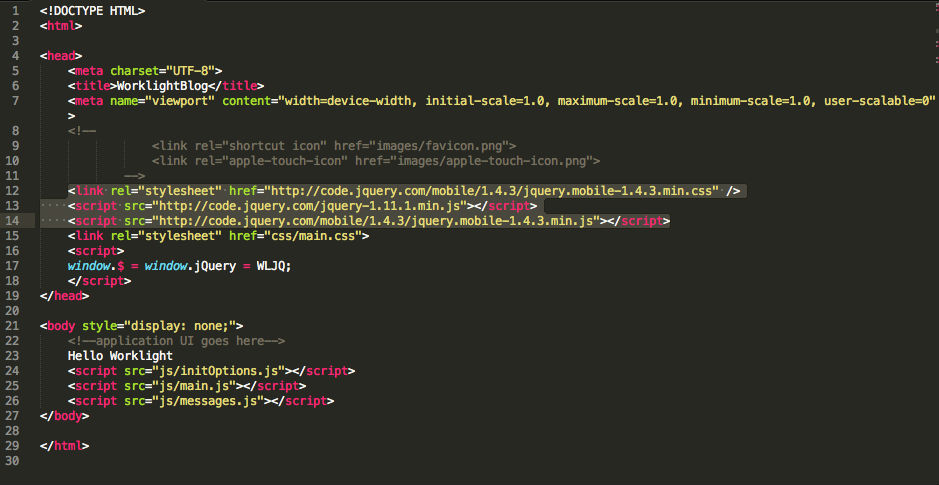 1 <!DOCTYPE HTML>
2 <html>
3
4 <head>
5 <meta charset="UTF-8">
6 <title>WorklightBlog</title>
7 <meta name="viewport" content="width=device-width, initial-scale=1.0, maximum-scale=1.0, minimum-scale=1.0, user-scalable=0"
>
8 <!--
9 <link rel="shortcut icon" href="images/favicon.png">
10 <link rel="apple-touch-icon" href="images/apple-touch-icon.png">
11 -->
12 <link rel="stylesheet" href="http://code.jquery.com/mobile/1.4.3/jquery.mobile-1.4.3.min.css" />
13 <script src="http://code.jquery.com/jquery-1.11.1.min.js"></script>
14 <script src="http://code.jquery.com/mobile/1.4.3/jquery.mobile-1.4.3.min.js"></script>
15 <link rel="stylesheet" href="css/main.css">
16 <script>
17 window.$ = window.jQuery = WLJQ;
18 </script>
19 </head>
20
21 <body style="display: none;">
22 <!--application UI goes here-->
23 Hello Worklight
24 <script src="js/initOptions.js"></script>
25 <script src="js/main.js"></script>
26 <script src="js/messages.js"></script>
27 </body>
28
29 </html>
30